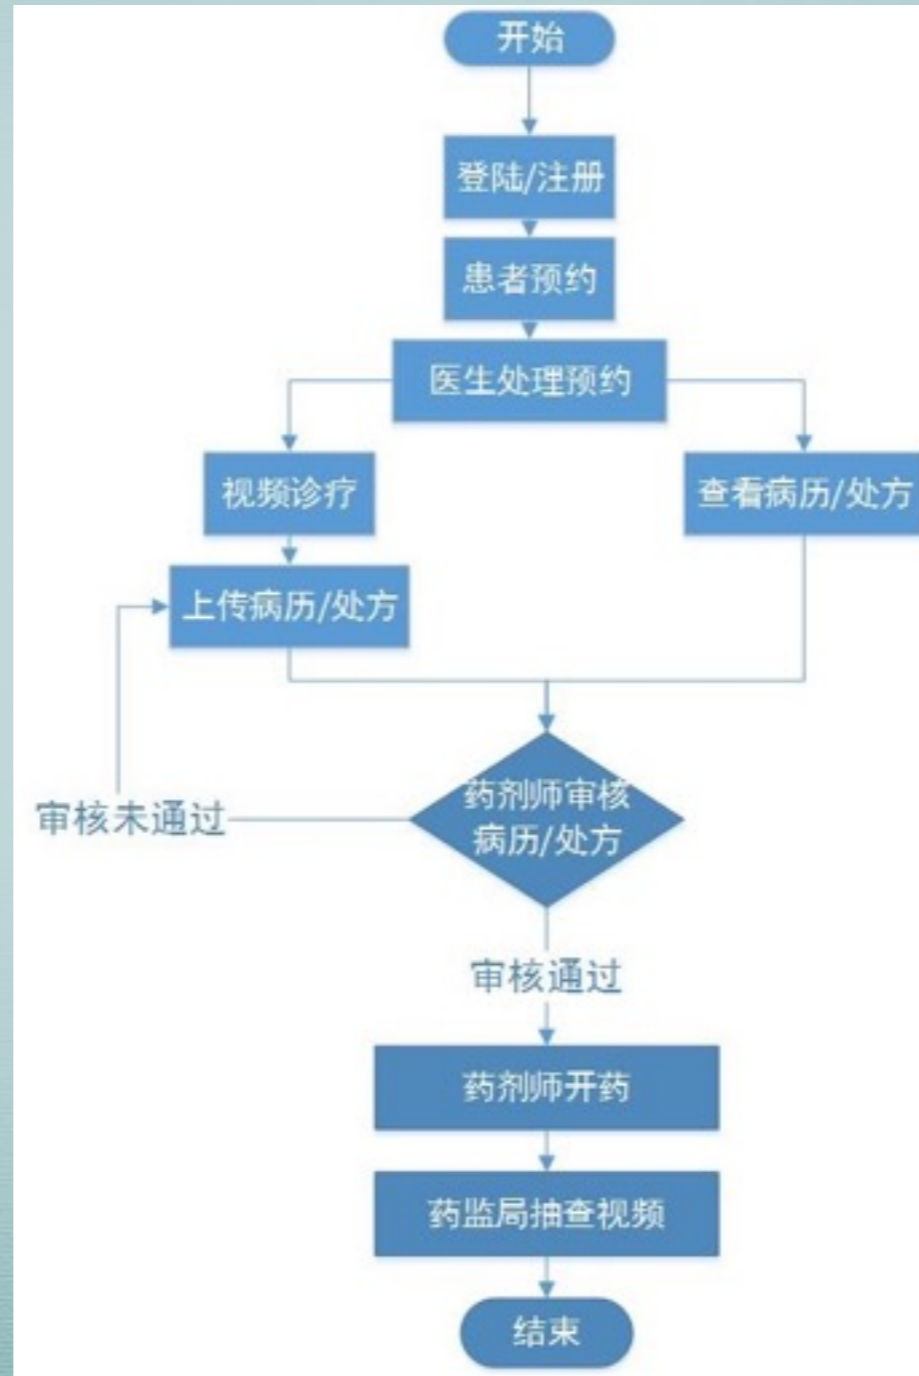 开始
登陆/注册
患者预约
医生处理预约
视频诊疗
查看病历/处方
上传病历/处方
药剂师审核
病历/处方
审核未通过
审核通过
药剂师开药
药监局抽查视频
结束